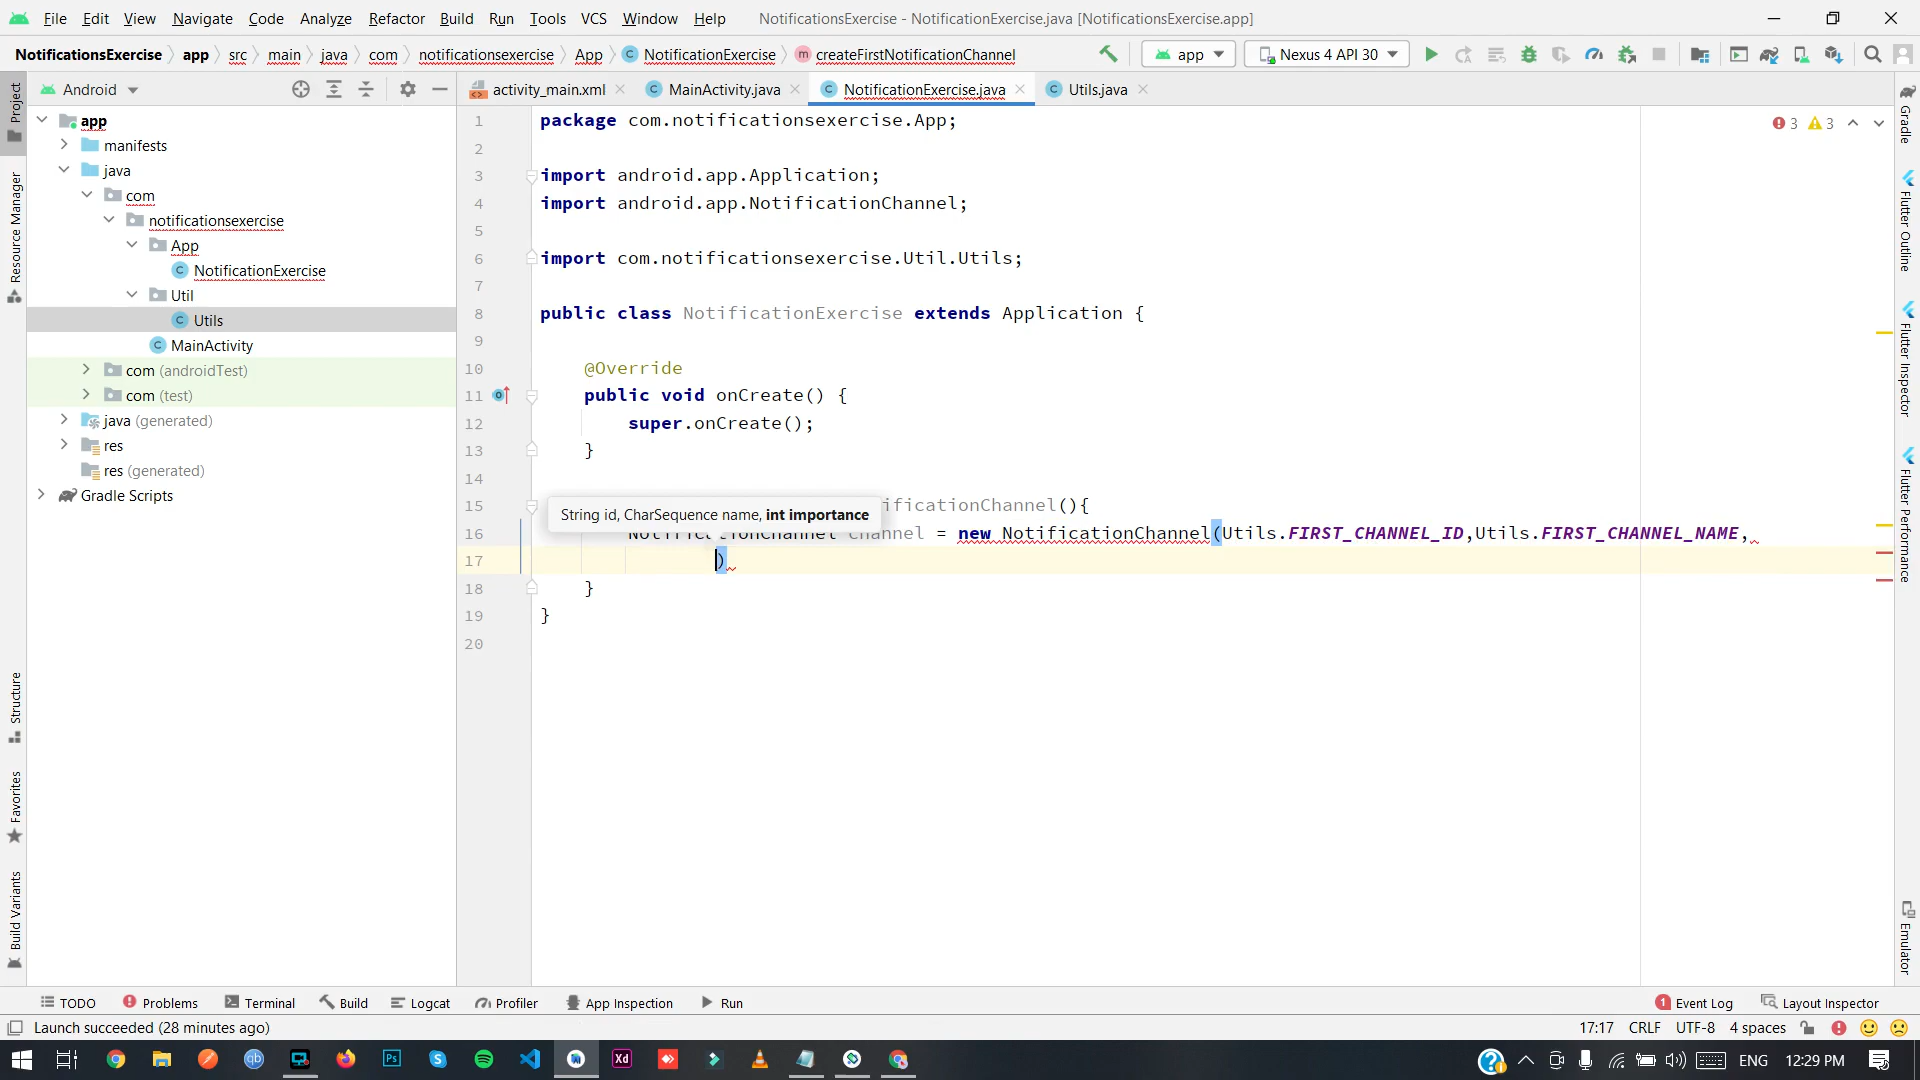 File Edit View Navigate Code Analyze Refactor Build Run Tools VCS Window Help NotificationsExercise - NotificationExercise.java [NotificationsExercise.app]
NotificationsExercise app src main java com notificationsexercise App NotificationExercise createFirstNotificationChannel app Nexus 4 API 30
Android
activity_main.xml MainActivity.java NotificationExercise.java Utils.java
app
manifests
java
com
notificationsexercise
App
NotificationExercise
Util
Utils
MainActivity
com (androidTest)
com (test)
java (generated)
res
res (generated)
Gradle Scripts
1 package com.notificationsexercise.App;
2
3 import android.app.Application;
4 import android.app.NotificationChannel;
5
6 import com.notificationsexercise.Util.Utils;
7
8 public class NotificationExercise extends Application {
9
10 @Override
11 public void onCreate() {
12 super.onCreate();
13 }
14
15 ificationChannel(){
String id, CharSequence name, int importance
16 NotificationChannel channel = new NotificationChannel(Utils.FIRST_CHANNEL_ID,Utils.FIRST_CHANNEL_NAME,
17 )
18 }
19 }
20
3 3
Project
Resource Manager
Structure
Favorites
Build Variants
Gradle
Flutter Outline
Flutter Inspector
Flutter Performance
Emulator
TODO Problems Terminal Build Logcat Profiler App Inspection Run 1 Event Log Layout Inspector
Launch succeeded (28 minutes ago) 17:17 CRLF UTF-8 4 spaces
Ps Xd ENG 12:29 PM